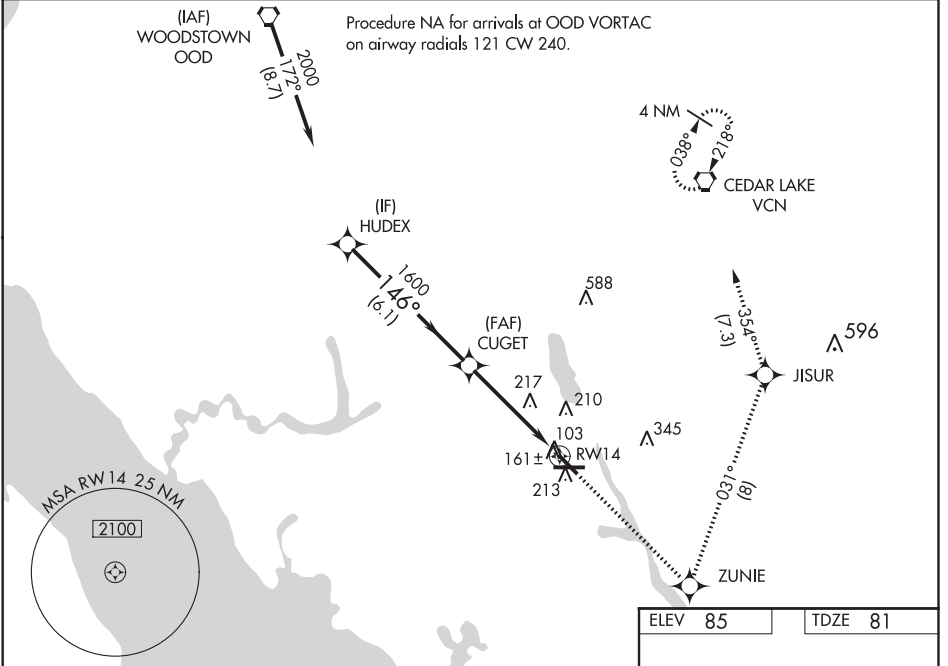 (IAF)
WOODSTOWN
OOD
Procedure NA for arrivals at OOD VORTAC
on airway radials 121 CW 240.
2000
172°
(8.7)
4 NM
038°
218°
CEDAR LAKE
VCN
(IF)
HUDEX
1600
146°
(6.1)
588
(FAF)
CUGET
354°
(7.3)
596
JISUR
217
210
345
103
161±
RW14
213
031°
(8)
MSA RW14 25 NM
2100
ZUNIE
ELEV 85
TDZE 81